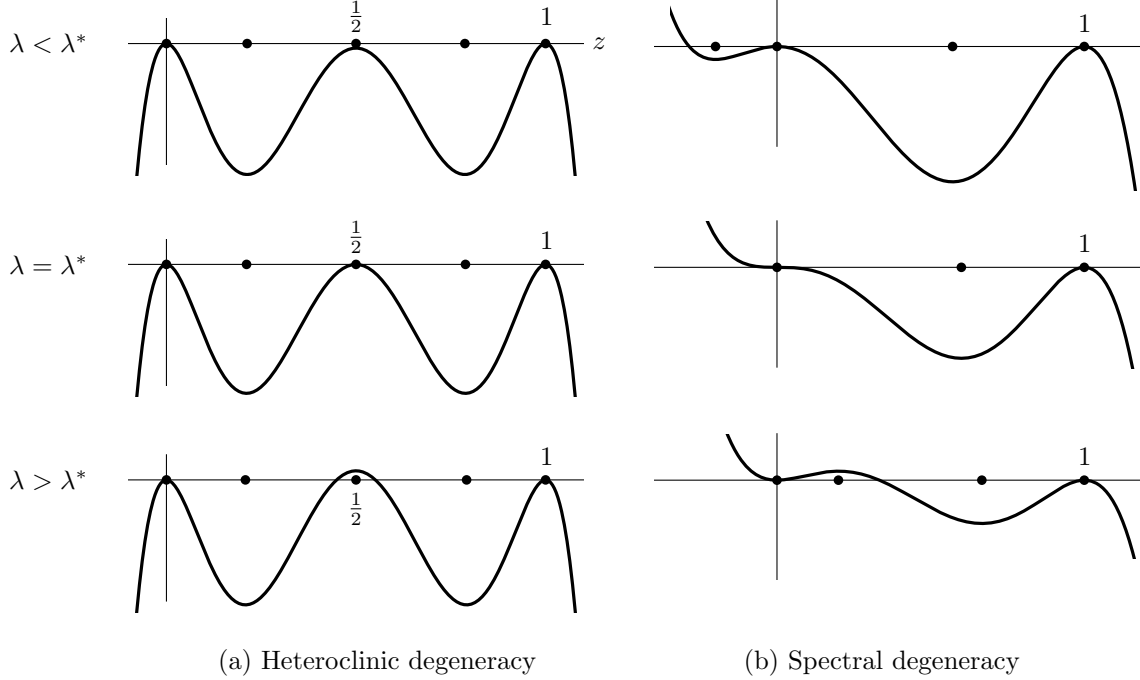 λ < λ* 1/2 1 z 1
λ = λ* 1/2 1 1
λ > λ* 1/2 1 1
(a) Heteroclinic degeneracy
(b) Spectral degeneracy